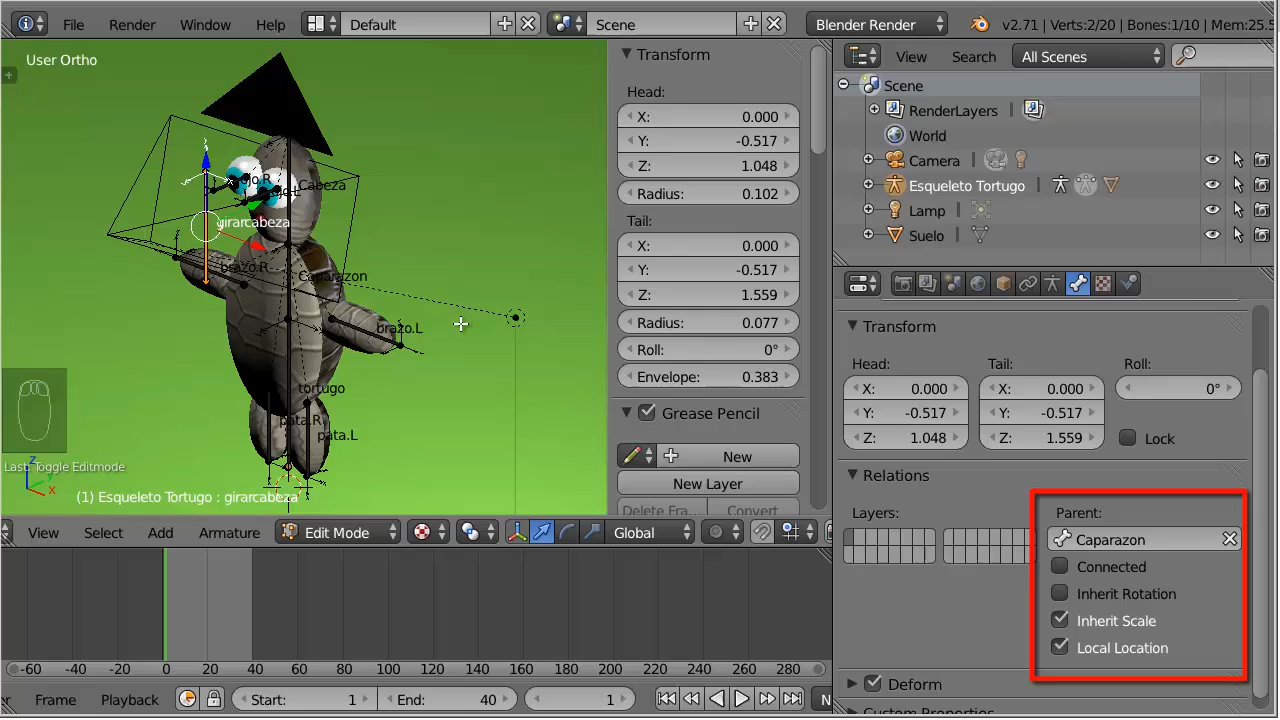 File Render Window Help Default Scene Blender Render v2.71 | Verts:2/20 | Bones:1/10 | Mem:25.5
User Ortho
Cabeza
girarcabeza
brazo.R
Caparazon
brazo.L
tortugo
pata.R
pata.L
Last: Toggle Editmode
Z
Y
X
(1) Esqueleto Tortugo : girarcabeza
Transform
Head:
X: 0.000
Y: -0.517
Z: 1.048
Radius: 0.102
Tail:
X: 0.000
Y: -0.517
Z: 1.559
Radius: 0.077
Roll: 0°
Envelope: 0.383
Grease Pencil
New
New Layer
Delete Fra... Convert
View Search All Scenes
Scene
RenderLayers
World
Camera
Esqueleto Tortugo
Lamp
Suelo
Transform
Head: Tail: Roll:
X: 0.000 X: 0.000 0°
Y: -0.517 Y: -0.517
Z: 1.048 Z: 1.559 Lock
Relations
Layers: Parent:
Caparazon
Connected
Inherit Rotation
Inherit Scale
Local Location
Deform
View Select Add Armature Edit Mode Global
-60 -40 -20 0 20 40 60 80 100 120 140 160 180 200 220 240 260 280
Frame Playback Start: 1 End: 40 1